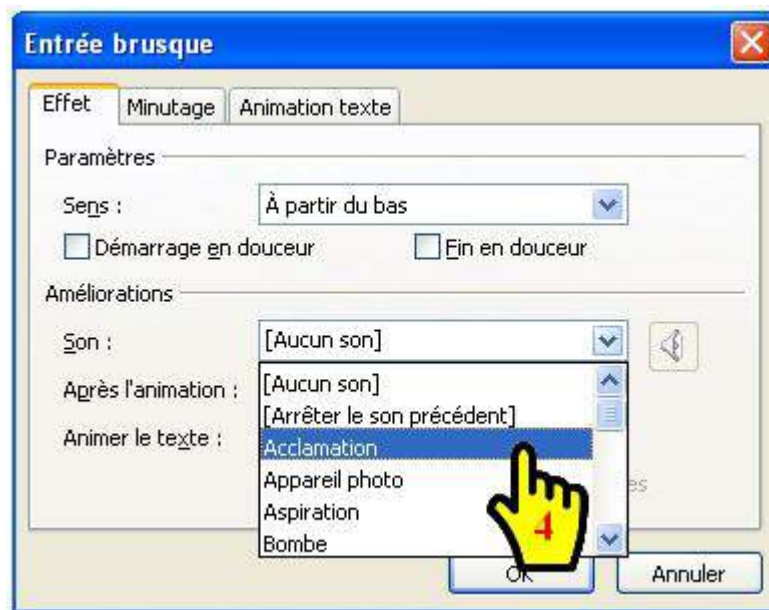 Entrée brusque
Effet Minutage Animation texte
Paramètres
Sens : À partir du bas
Démarrage en douceur Fin en douceur
Améliorations
Son : [Aucun son]
Après l'animation : [Aucun son]
[Arrêter le son précédent]
Animer le texte : Acclamation
Appareil photo
Aspiration
4
Bombe
OK Annuler